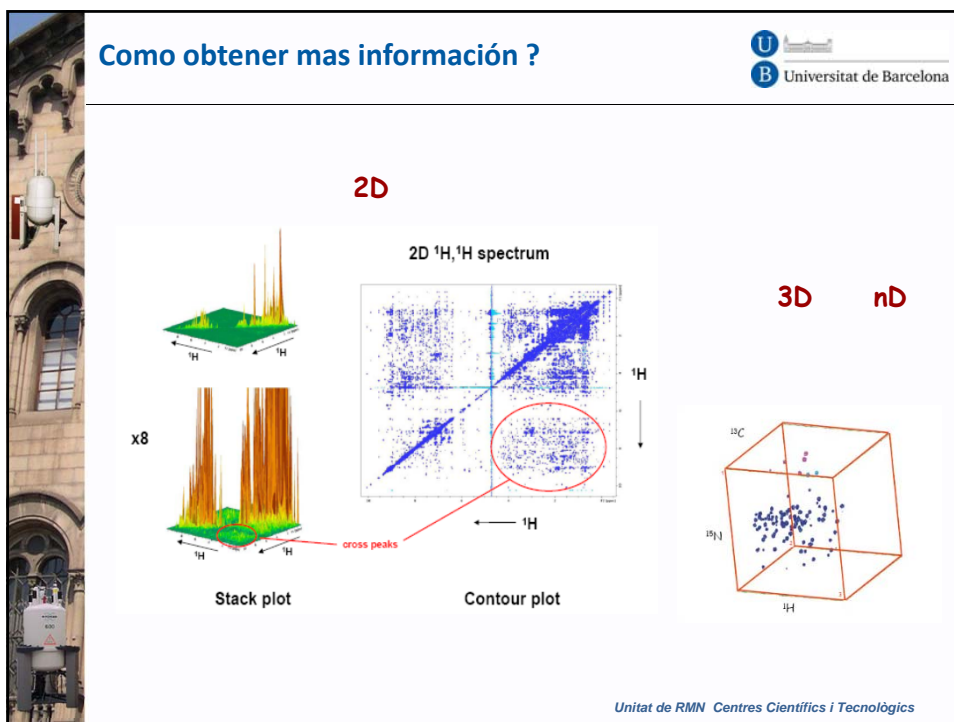 Como obtener mas información ?
U
B Universitat de Barcelona
2D
2D ¹H,¹H spectrum
3D nD
¹H
¹H
¹H
x8
¹³C
¹⁵N
¹H
¹H
¹H
¹H
cross peaks
Stack plot
Contour plot
600
Unitat de RMN Centres Científics i Tecnològics